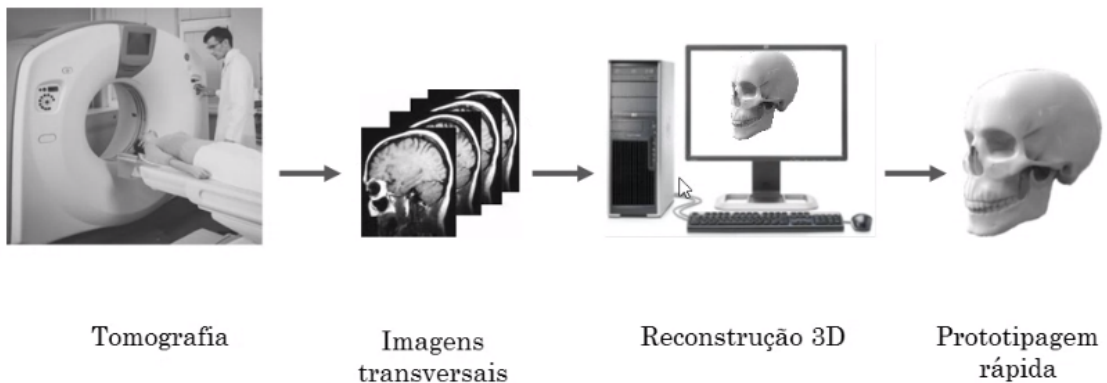 Tomografia
Imagens
transversais
Reconstrução 3D
Prototipagem
rápida